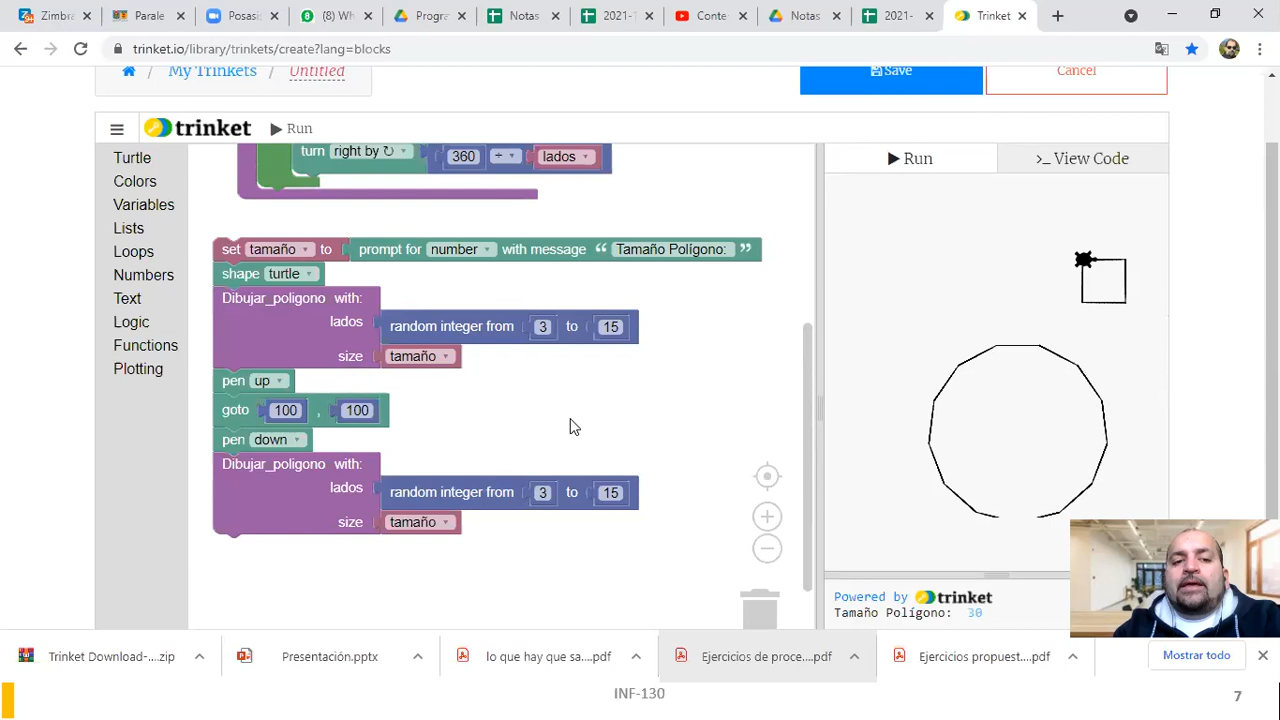 Zimb
Parale
Posas
(8) Wh
Progre
Notas
2021-1
Conte
Notas
2021-
Trinket
trinket.io/library/trinkets/create?lang=blocks
My Trinkets / Untitled
Save
Cancel
trinket
Run
Turtle
Colors
Variables
Lists
Loops
Numbers
Text
Logic
Functions
Plotting
turn right by ↻ 360 ÷ lados
set tamaño to prompt for number with message “ Tamaño Polígono: ”
shape turtle
Dibujar_poligono with:
lados random integer from 3 to 15
size tamaño
pen up
goto 100 , 100
pen down
Dibujar_poligono with:
lados random integer from 3 to 15
size tamaño
Run
>_ View Code
Powered by trinket
Tamaño Polígono: 30
Trinket Download-....zip
Presentación.pptx
lo que hay que sa....pdf
Ejercicios de proce....pdf
Ejercicios propuest....pdf
Mostrar todo
INF-130
7